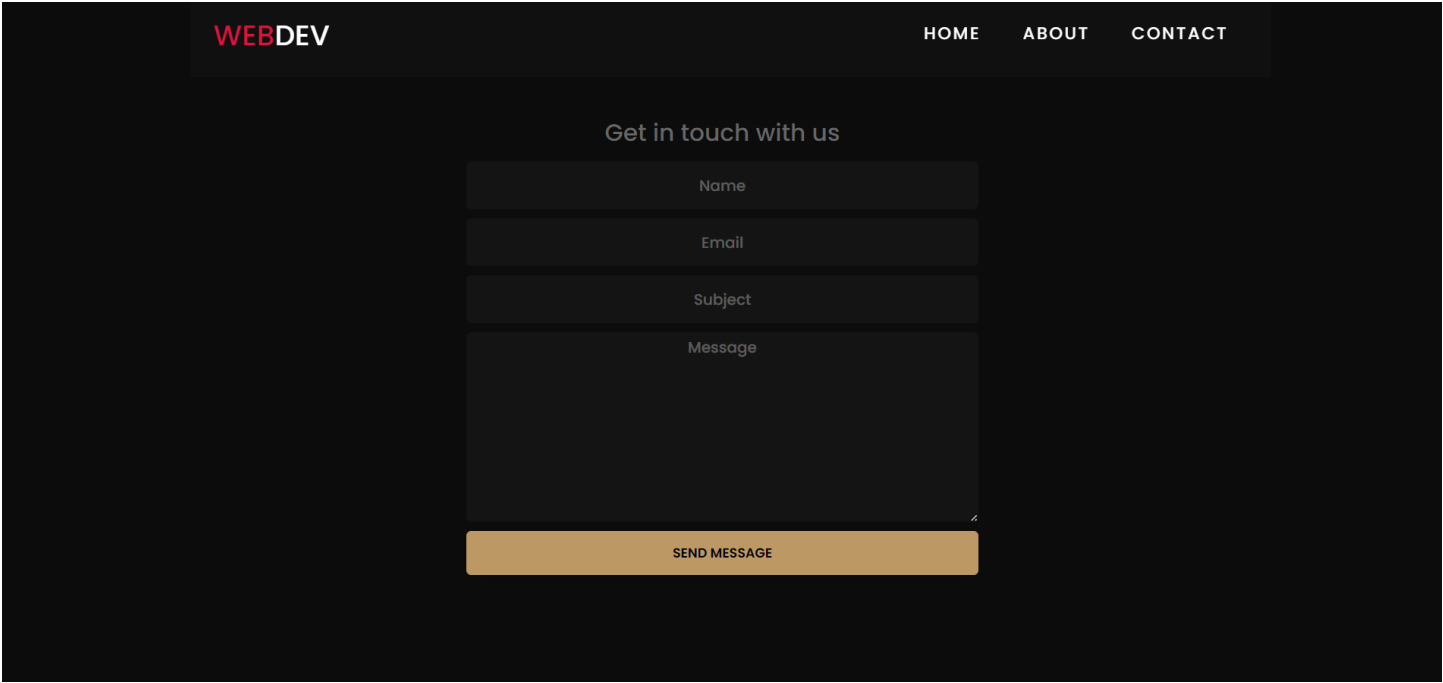 WEBDEV HOME ABOUT CONTACT
Get in touch with us
Name
Email
Subject
Message
SEND MESSAGE